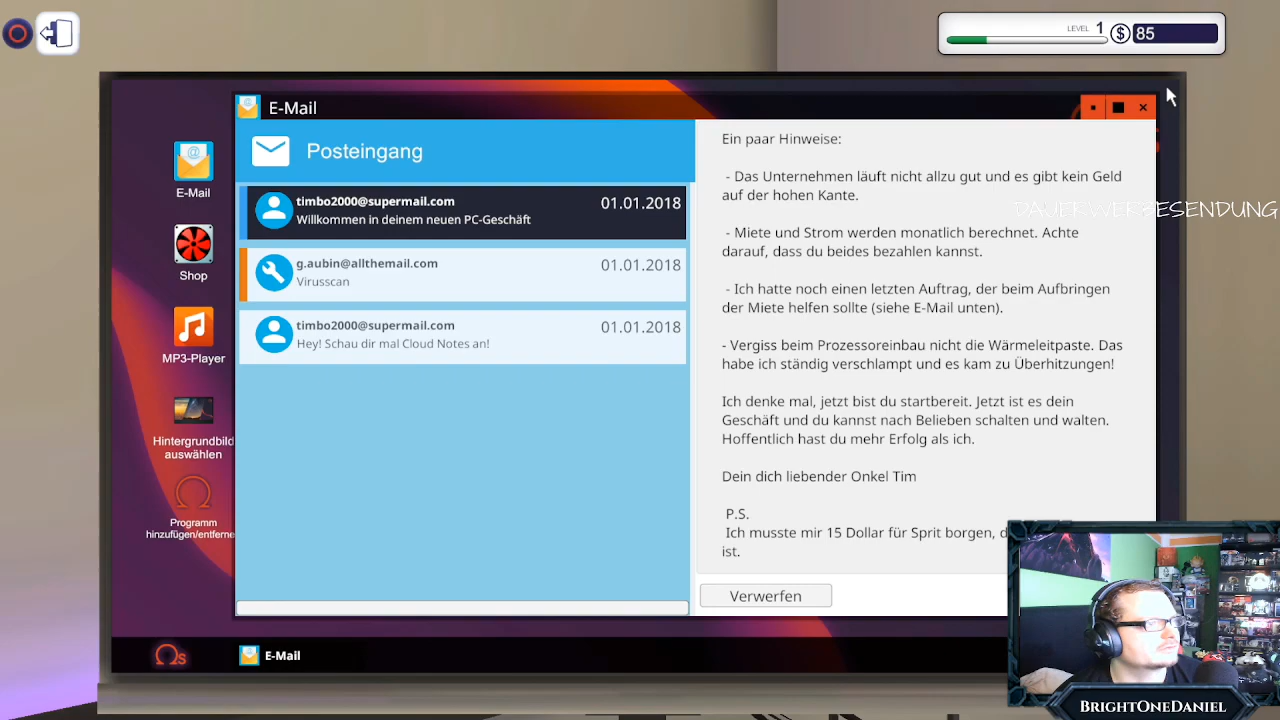 LEVEL 1
$ 85
E-Mail
E-Mail
Shop
MP3-Player
Hintergrundbild
auswählen
Programm
hinzufügen/entferne
Posteingang
timbo2000@supermail.com
01.01.2018
Willkommen in deinem neuen PC-Geschäft
g.aubin@allthemail.com
01.01.2018
Virusscan
timbo2000@supermail.com
01.01.2018
Hey! Schau dir mal Cloud Notes an!
Ein paar Hinweise:
- Das Unternehmen läuft nicht allzu gut und es gibt kein Geld
auf der hohen Kante.
- Miete und Strom werden monatlich berechnet. Achte
darauf, dass du beides bezahlen kannst.
- Ich hatte noch einen letzten Auftrag, der beim Aufbringen
der Miete helfen sollte (siehe E-Mail unten).
- Vergiss beim Prozessoreinbau nicht die Wärmeleitpaste. Das
habe ich ständig verschlampt und es kam zu Überhitzungen!
Ich denke mal, jetzt bist du startbereit. Jetzt ist es dein
Geschäft und du kannst nach Belieben schalten und walten.
Hoffentlich hast du mehr Erfolg als ich.
Dein dich liebender Onkel Tim
P.S.
Ich musste mir 15 Dollar für Sprit borgen, d
ist.
Verwerfen
DAUERWERBESENDUNG
Ωs
E-Mail
BRIGHTONEDANIEL